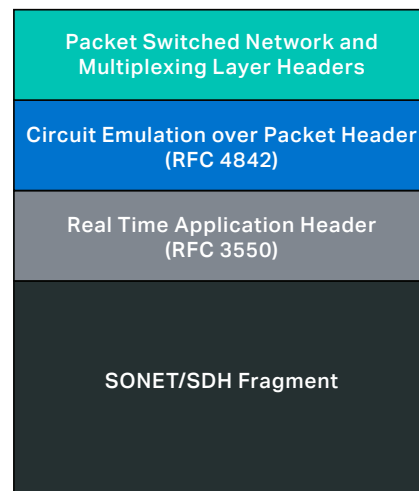 Packet Switched Network and
Multiplexing Layer Headers
Circuit Emulation over Packet Header
(RFC 4842)
Real Time Application Header
(RFC 3550)
SONET/SDH Fragment